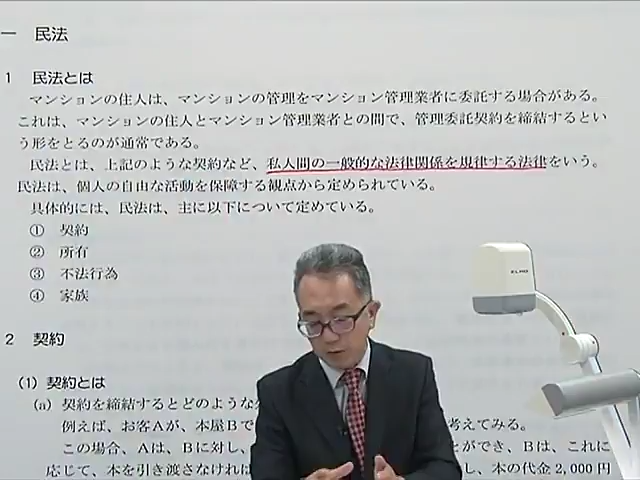 一 民法
1 民法とは
マンションの住人は、マンションの管理をマンション管理業者に委託する場合がある。
これは、マンションの住人とマンション管理業者との間で、管理委託契約を締結するとい
う形をとるのが通常である。
民法とは、上記のような契約など、私人間の一般的な法律関係を規律する法律をいう。
民法は、個人の自由な活動を保障する観点から定められている。
具体的には、民法は、主に以下について定めている。
① 契約
② 所有
③ 不法行為
④ 家族
ELMO
2 契約
(1) 契約とは
(a) 契約を締結するとどのような
例えば、お客Aが、本屋Bで 考えてみる。
この場合、Aは、Bに対し、 とができ、Bは、これに
応じて、本を引き渡さなければ し、本の代金2,000円